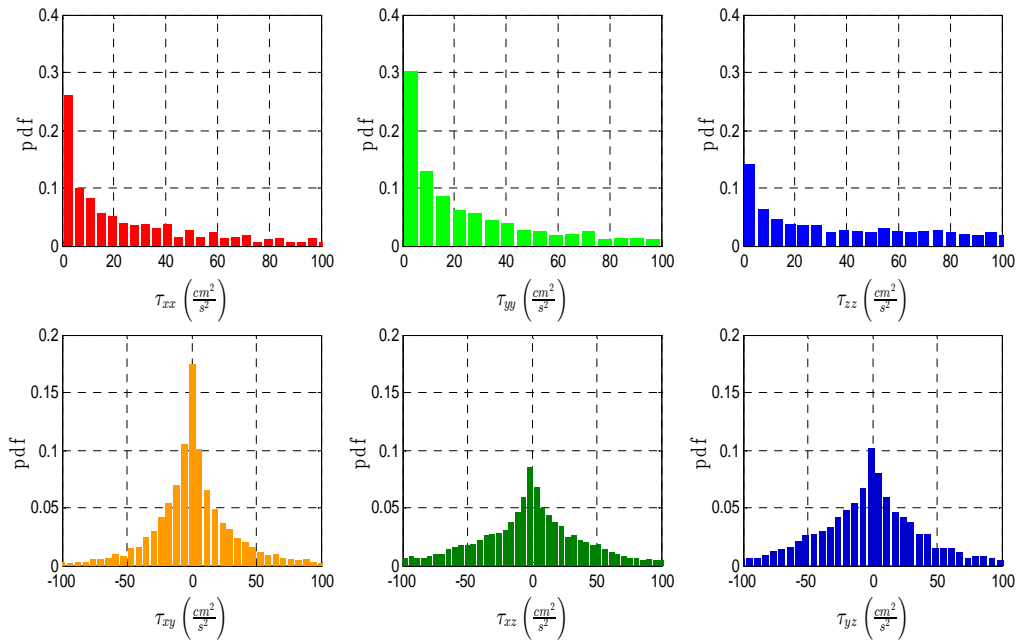 0.4 0.4 0.4
0.3 0.3 0.3
pdf pdf pdf
0.2 0.2 0.2
0.1 0.1 0.1
0 0 0
0 20 40 60 80 100 0 20 40 60 80 100 0 20 40 60 80 100
τxx (cm²/s²) τyy (cm²/s²) τzz (cm²/s²)
0.2 0.2 0.2
0.15 0.15 0.15
pdf pdf pdf
0.1 0.1 0.1
0.05 0.05 0.05
0 0 0
-100 -50 0 50 100 -100 -50 0 50 100 -100 -50 0 50 100
τxy (cm²/s²) τxz (cm²/s²) τyz (cm²/s²)